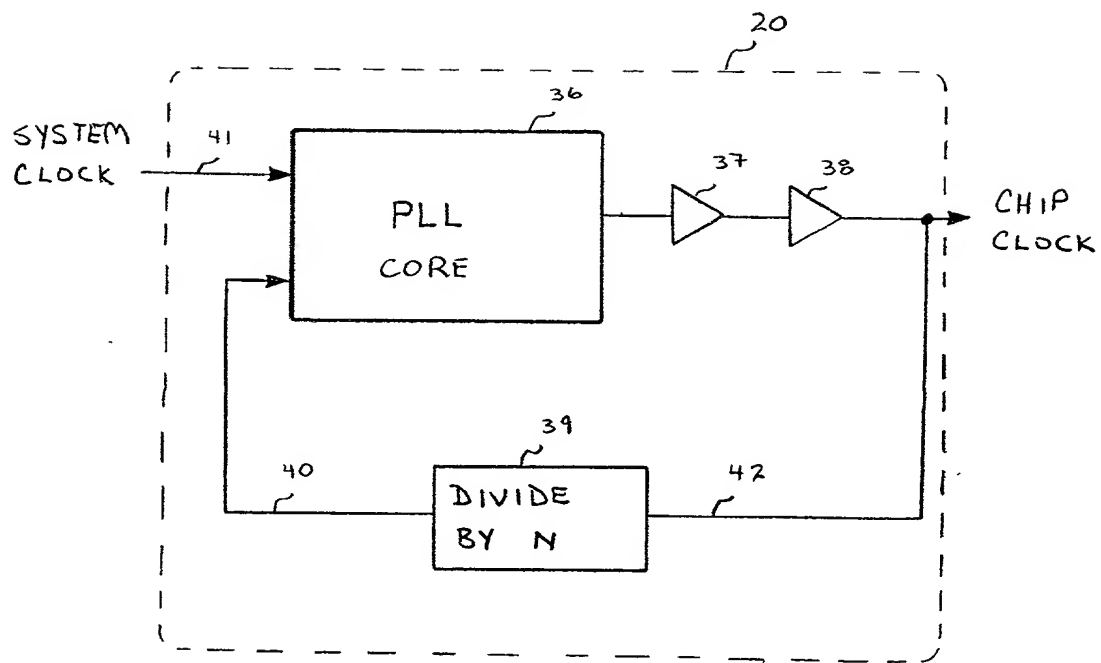 20
36
SYSTEM
CLOCK
41
37
38
PLL
CORE
CHIP
CLOCK
39
40
DIVIDE
BY N
42